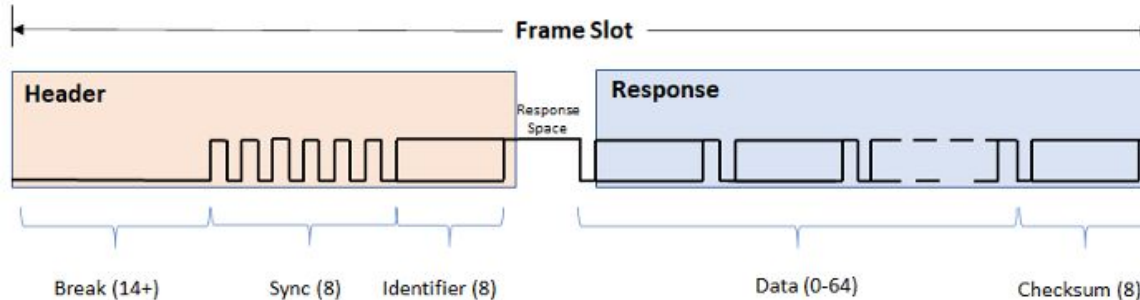 Frame Slot
Header
Response
Space
Response
Break (14+)
Sync (8)
Identifier (8)
Data (0-64)
Checksum (8)